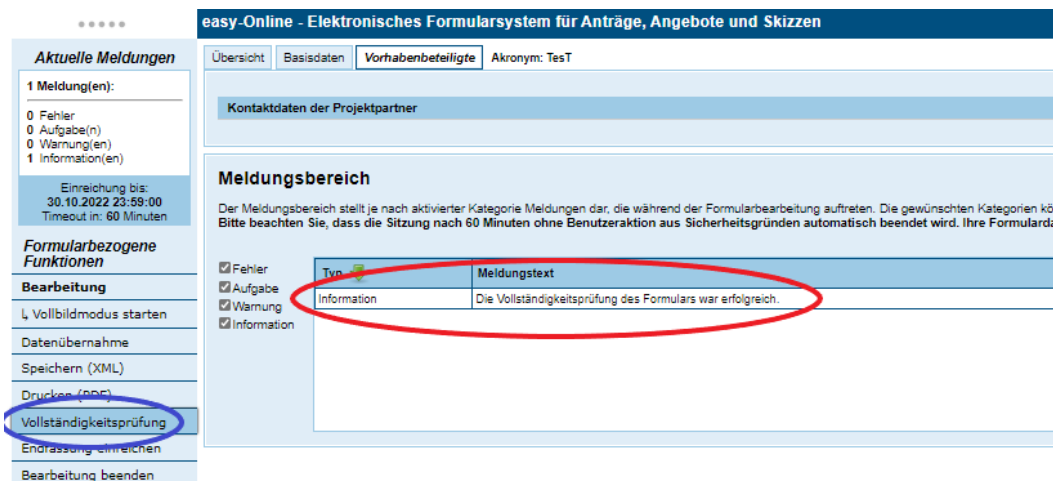 easy-Online - Elektronisches Formularsystem für Anträge, Angebote und Skizzen
Aktuelle Meldungen
1 Meldung(en):
0 Fehler
0 Aufgabe(n)
0 Warnung(en)
1 Information(en)
Einreichung bis:
30.10.2022 23:59:00
Timeout in: 60 Minuten
Formularbezogene
Funktionen
Bearbeitung
↳ Vollbildmodus starten
Datenübernahme
Speichern (XML)
Drucken (PDF)
Vollständigkeitsprüfung
Endfassung einreichen
Bearbeitung beenden
Übersicht Basisdaten Vorhabenbeteiligte Akronym: TesT
Kontaktdaten der Projektpartner
Meldungsbereich
Der Meldungsbereich stellt je nach aktivierter Kategorie Meldungen dar, die während der Formularbearbeitung auftreten. Die gewünschten Kategorien kö
Bitte beachten Sie, dass die Sitzung nach 60 Minuten ohne Benutzeraktion aus Sicherheitsgründen automatisch beendet wird. Ihre Formularda
Fehler
Aufgabe
Warnung
Information
Typ Meldungstext
Information Die Vollständigkeitsprüfung des Formulars war erfolgreich.